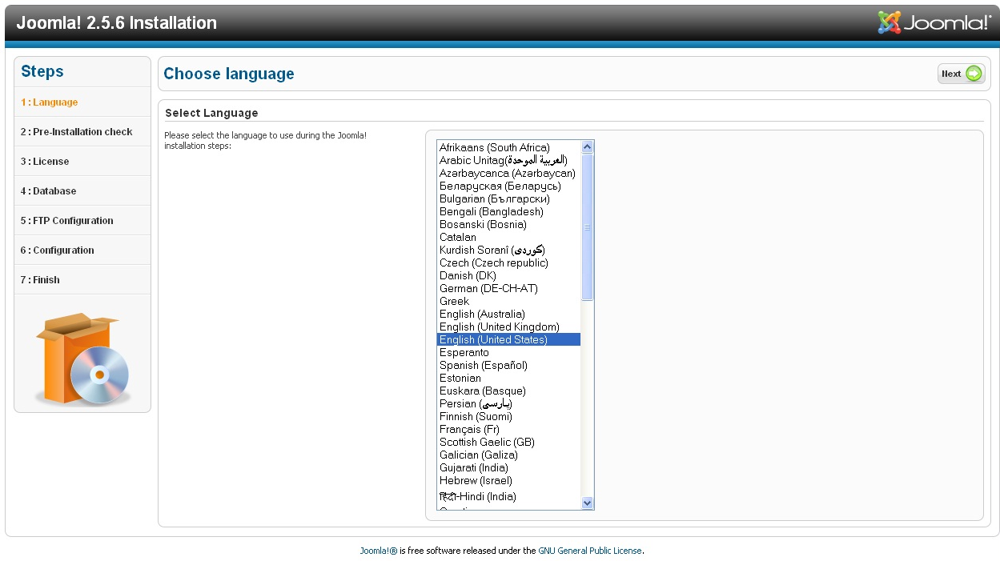 Joomla! 2.5.6 Installation
Joomla!
Steps
1 : Language
2 : Pre-Installation check
3 : License
4 : Database
5 : FTP Configuration
6 : Configuration
7 : Finish
Choose language
Next
Select Language
Please select the language to use during the Joomla!
installation steps:
Afrikaans (South Africa)
Arabic Unitag(العربية الموحدة)
Azərbaycanca (Azərbaycan)
Беларуская (Беларусь)
Bulgarian (Български)
Bengali (Bangladesh)
Bosanski (Bosnia)
Catalan
Kurdish Soranî (كوردى)
Czech (Czech republic)
Danish (DK)
German (DE-CH-AT)
Greek
English (Australia)
English (United Kingdom)
English (United States)
Esperanto
Spanish (Español)
Estonian
Euskara (Basque)
Persian (پارسی)
Finnish (Suomi)
Français (Fr)
Scottish Gaelic (GB)
Galician (Galiza)
Gujarati (India)
Hebrew (Israel)
हिंदी-Hindi (India)
Joomla!® is free software released under the GNU General Public License.